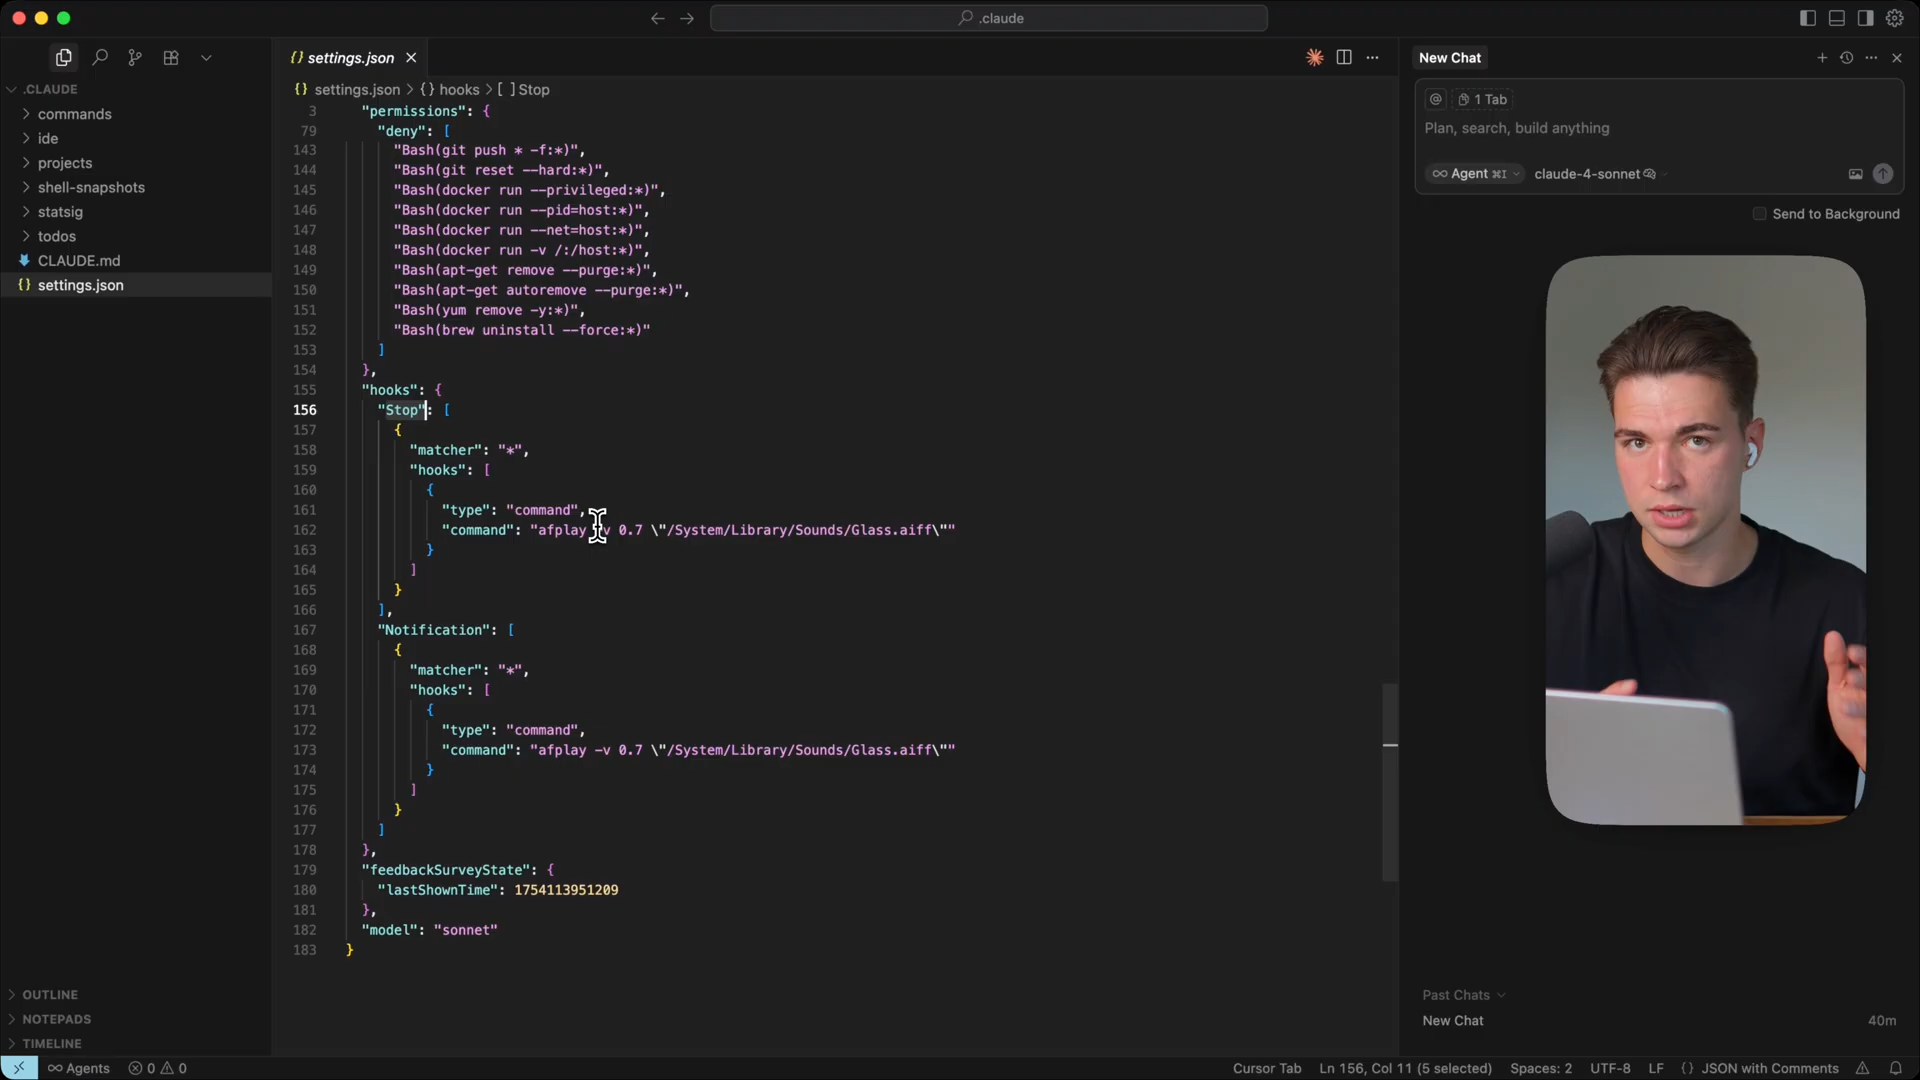 .claude
settings.json
New Chat
.CLAUDE
commands
ide
projects
shell-snapshots
statsig
todos
CLAUDE.md
{} settings.json
{} settings.json > {} hooks > [ ] Stop
3 "permissions": {
79 "deny": [
143 "Bash(git push * -f:*)",
144 "Bash(git reset --hard:*)",
145 "Bash(docker run --privileged:*)",
146 "Bash(docker run --pid=host:*)",
147 "Bash(docker run --net=host:*)",
148 "Bash(docker run -v /:/host:*)",
149 "Bash(apt-get remove --purge:*)",
150 "Bash(apt-get autoremove --purge:*)",
151 "Bash(yum remove -y:*)",
152 "Bash(brew uninstall --force:*)"
153 ]
154 },
155 "hooks": {
156 "Stop": [
157 {
158 "matcher": "*",
159 "hooks": [
160 {
161 "type": "command",
162 "command": "afplay -v 0.7 \"/System/Library/Sounds/Glass.aiff\""
163 }
164 ]
165 }
166 ],
167 "Notification": [
168 {
169 "matcher": "*",
170 "hooks": [
171 {
172 "type": "command",
173 "command": "afplay -v 0.7 \"/System/Library/Sounds/Glass.aiff\""
174 }
175 ]
176 }
177 ]
178 },
179 "feedbackSurveyState": {
180 "lastShownTime": 1754113951209
181 },
182 "model": "sonnet"
183 }
@ 1 Tab
Plan, search, build anything
∞ Agent ⌘I claude-4-sonnet
Send to Background
Past Chats
New Chat 40m
OUTLINE
NOTEPADS
TIMELINE
∞ Agents 0 0 Cursor Tab Ln 156, Col 11 (5 selected) Spaces: 2 UTF-8 LF {} JSON with Comments